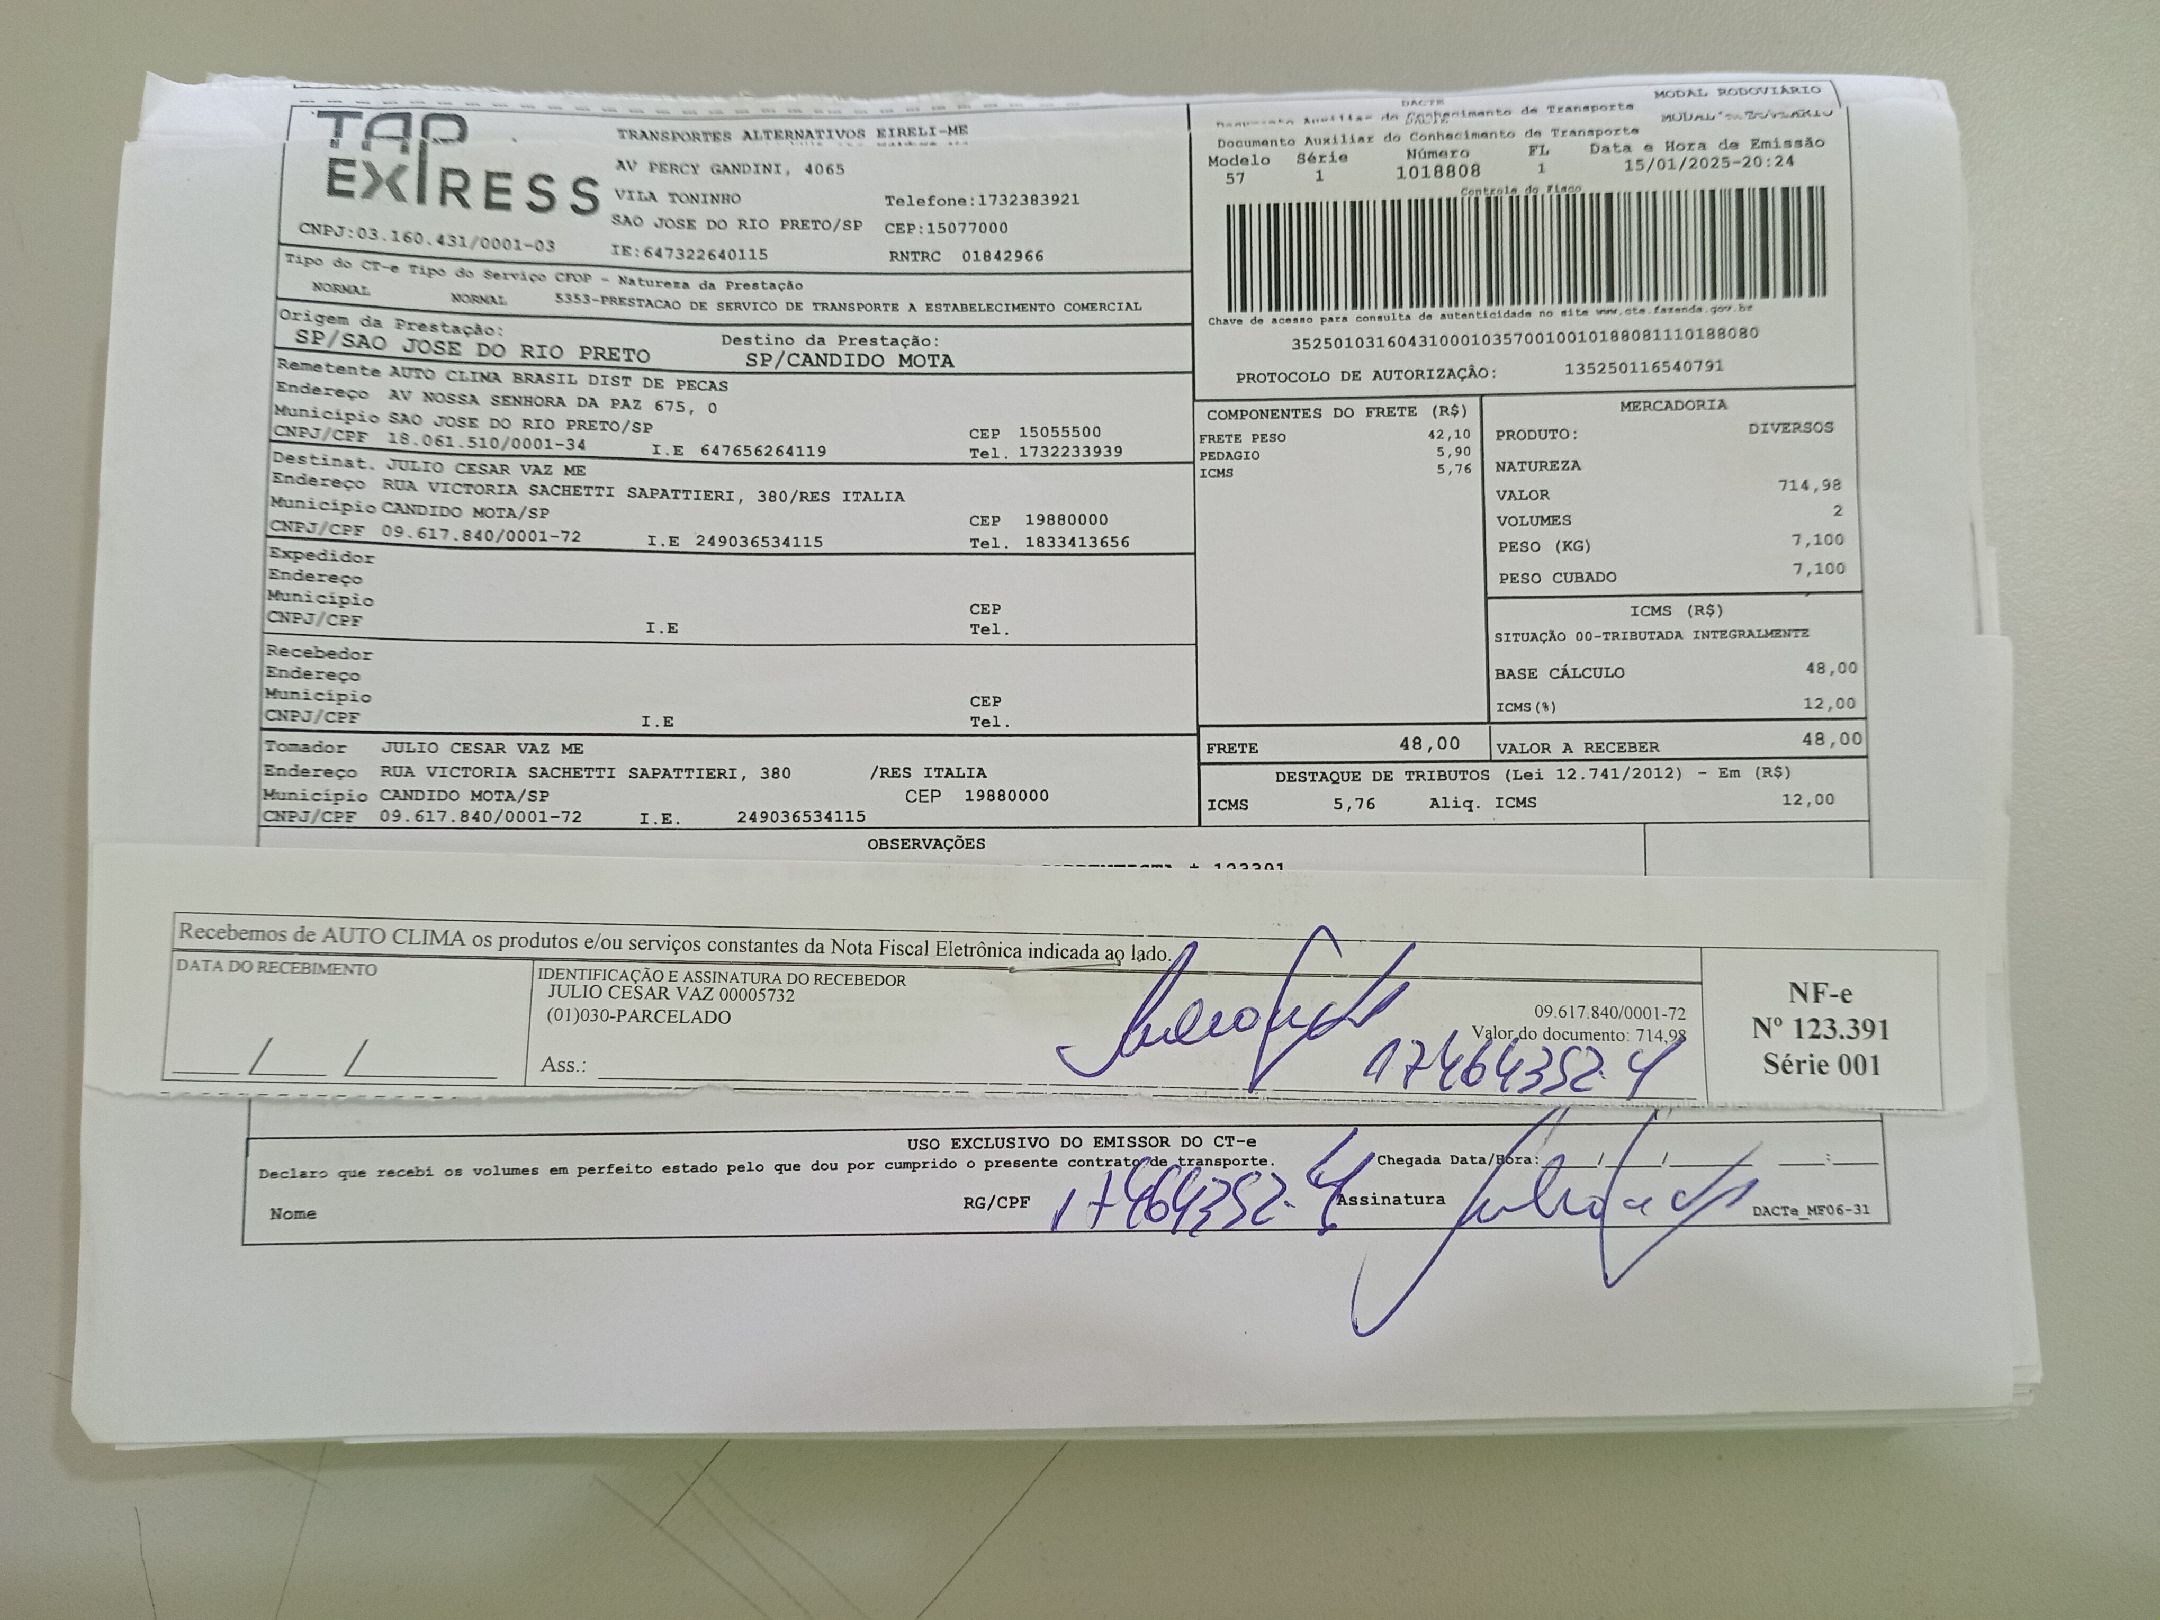 TAP
EXPRESS
TRANSPORTES ALTERNATIVOS EIRELI-ME
AV PERCY GANDINI, 4065
VILA TONINHO Telefone:1732383921
SAO JOSE DO RIO PRETO/SP CEP:15077000
CNPJ:03.160.431/0001-03 IE:647322640115 RNTRC 01842966
Tipo do CT-e Tipo do Serviço CFOP - Natureza da Prestação
NORMAL NORMAL 5353-PRESTACAO DE SERVICO DE TRANSPORTE A ESTABELECIMENTO COMERCIAL
Origem da Prestação: Destino da Prestação:
SP/SAO JOSE DO RIO PRETO SP/CANDIDO MOTA
Remetente AUTO CLIMA BRASIL DIST DE PECAS
Endereço AV NOSSA SENHORA DA PAZ 675, 0
Município SAO JOSE DO RIO PRETO/SP CEP 15055500
CNPJ/CPF 18.061.510/0001-34 I.E 647656264119 Tel. 1732233939
Destinat. JULIO CESAR VAZ ME
Endereço RUA VICTORIA SACHETTI SAPATTIERI, 380/RES ITALIA
Município CANDIDO MOTA/SP CEP 19880000
CNPJ/CPF 09.617.840/0001-72 I.E 249036534115 Tel. 1833413656
Expedidor
Endereço
Município CEP
CNPJ/CPF I.E Tel.
Recebedor
Endereço
Município CEP
CNPJ/CPF I.E Tel.
Tomador JULIO CESAR VAZ ME
Endereço RUA VICTORIA SACHETTI SAPATTIERI, 380 /RES ITALIA
Município CANDIDO MOTA/SP CEP 19880000
CNPJ/CPF 09.617.840/0001-72 I.E. 249036534115
DACTE MODAL RODOVIÁRIO
Documento Auxiliar do Conhecimento de Transporte MODAL RODOVIÁRIO
Documento Auxiliar do Conhecimento de Transporte
Modelo Série Número FL Data e Hora de Emissão
57 1 1018808 1 15/01/2025-20:24
Controle do Fisco
Chave de acesso para consulta de autenticidade no site www.cte.fazenda.gov.br
35250103160431000103570010010188081110188080
PROTOCOLO DE AUTORIZAÇÂO: 135250116540791
COMPONENTES DO FRETE (R$)
FRETE PESO 42,10
PEDAGIO 5,90
ICMS 5,76
MERCADORIA
PRODUTO: DIVERSOS
NATUREZA
VALOR 714,98
VOLUMES 2
PESO (KG) 7,100
PESO CUBADO 7,100
ICMS (R$)
SITUAÇÃO 00-TRIBUTADA INTEGRALMENTE
BASE CÁLCULO 48,00
ICMS(%) 12,00
FRETE 48,00 VALOR A RECEBER 48,00
DESTAQUE DE TRIBUTOS (Lei 12.741/2012) - Em (R$)
ICMS 5,76 Aliq. ICMS 12,00
OBSERVAÇÕES
123391
Recebemos de AUTO CLIMA os produtos e/ou serviços constantes da Nota Fiscal Eletrônica indicada ao lado.
DATA DO RECEBIMENTO
___/___/______
IDENTIFICAÇÃO E ASSINATURA DO RECEBEDOR
JULIO CESAR VAZ 00005732 09.617.840/0001-72
(01)030-PARCELADO Valor do documento: 714,98
Ass.: 17464352-4
NF-e
Nº 123.391
Série 001
USO EXCLUSIVO DO EMISSOR DO CT-e
Declaro que recebi os volumes em perfeito estado pelo que dou por cumprido o presente contrato de transporte. Chegada Data/Hora: ____/____/______ ___:___
Nome RG/CPF 17464352-4 Assinatura DACTe_MF06-31